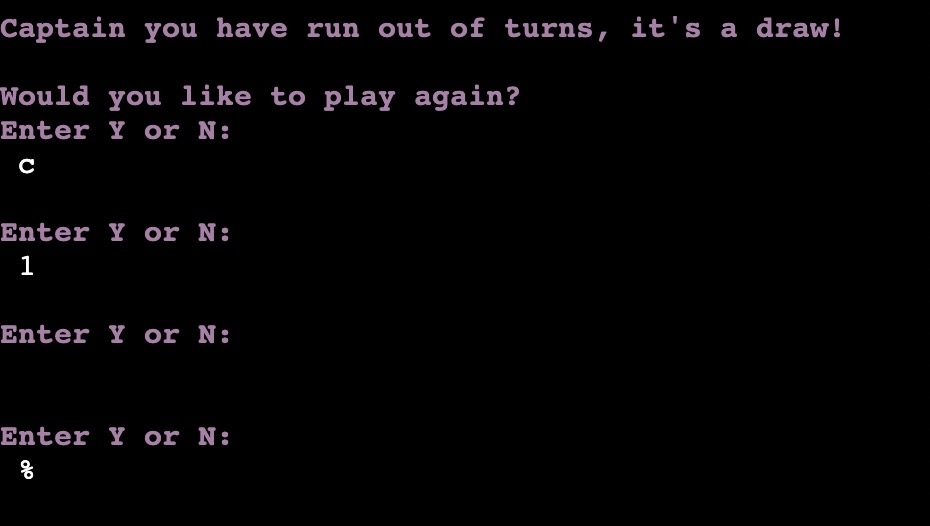 Captain you have run out of turns, it's a draw!
Would you like to play again?
Enter Y or N:
c
Enter Y or N:
1
Enter Y or N:
Enter Y or N:
%